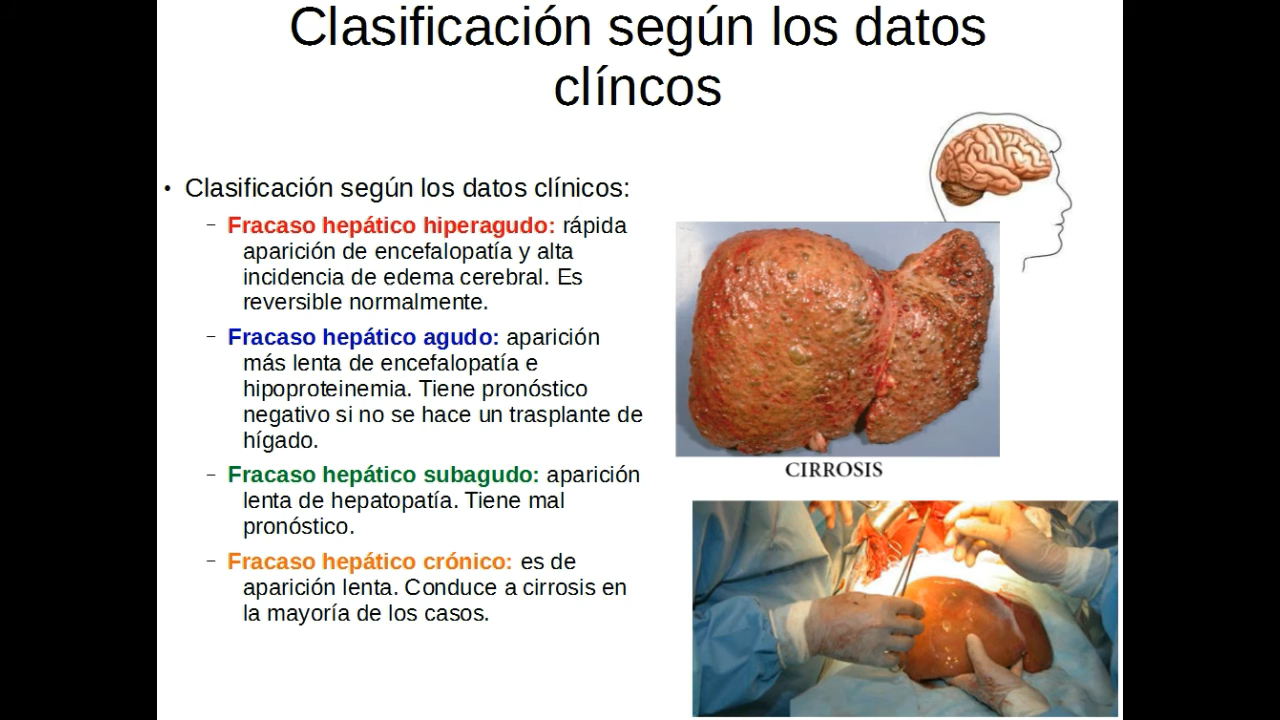 Clasificación según los datos
clíncos
• Clasificación según los datos clínicos:
– Fracaso hepático hiperagudo: rápida
aparición de encefalopatía y alta
incidencia de edema cerebral. Es
reversible normalmente.
– Fracaso hepático agudo: aparición
más lenta de encefalopatía e
hipoproteinemia. Tiene pronóstico
negativo si no se hace un trasplante de
hígado.
– Fracaso hepático subagudo: aparición
lenta de hepatopatía. Tiene mal
pronóstico.
– Fracaso hepático crónico: es de
aparición lenta. Conduce a cirrosis en
la mayoría de los casos.
CIRROSIS